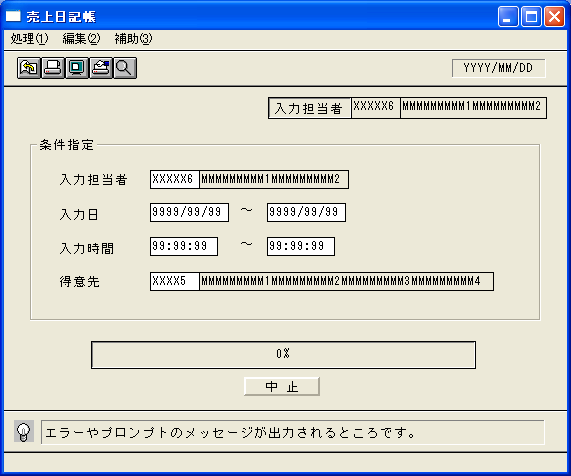 売上日記帳
処理(1) 編集(2) 補助(3)
YYYY/MM/DD
入力担当者 XXXXX6 MMMMMMMMM1MMMMMMMMM2
条件指定
入力担当者 XXXXX6 MMMMMMMMM1MMMMMMMMM2
入力日 9999/99/99 ～ 9999/99/99
入力時間 99:99:99 ～ 99:99:99
得意先 XXXX5 MMMMMMMMM1MMMMMMMMM2MMMMMMMMM3MMMMMMMMM4
0%
中止
エラーやプロンプトのメッセージが出力されるところです。